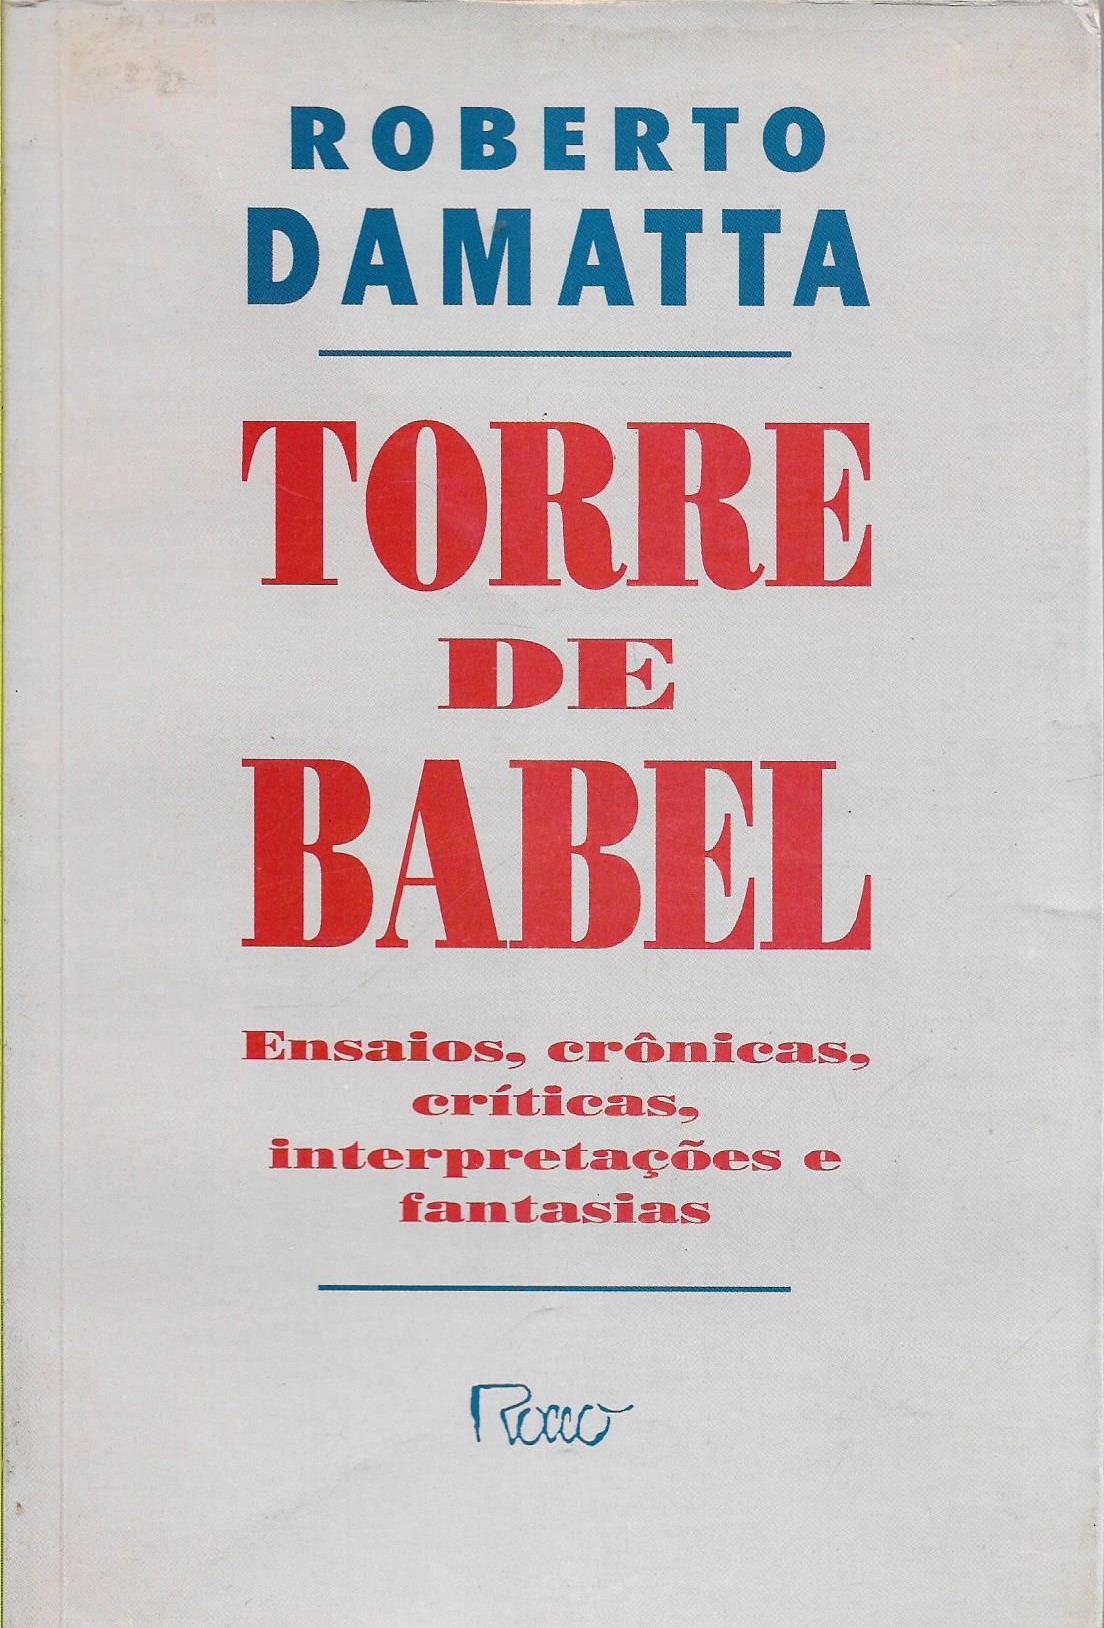 ROBERTO
DAMATTA
TORRE
DE
BABEL
Ensaios, crônicas,
críticas,
interpretações e
fantasias
Rocco